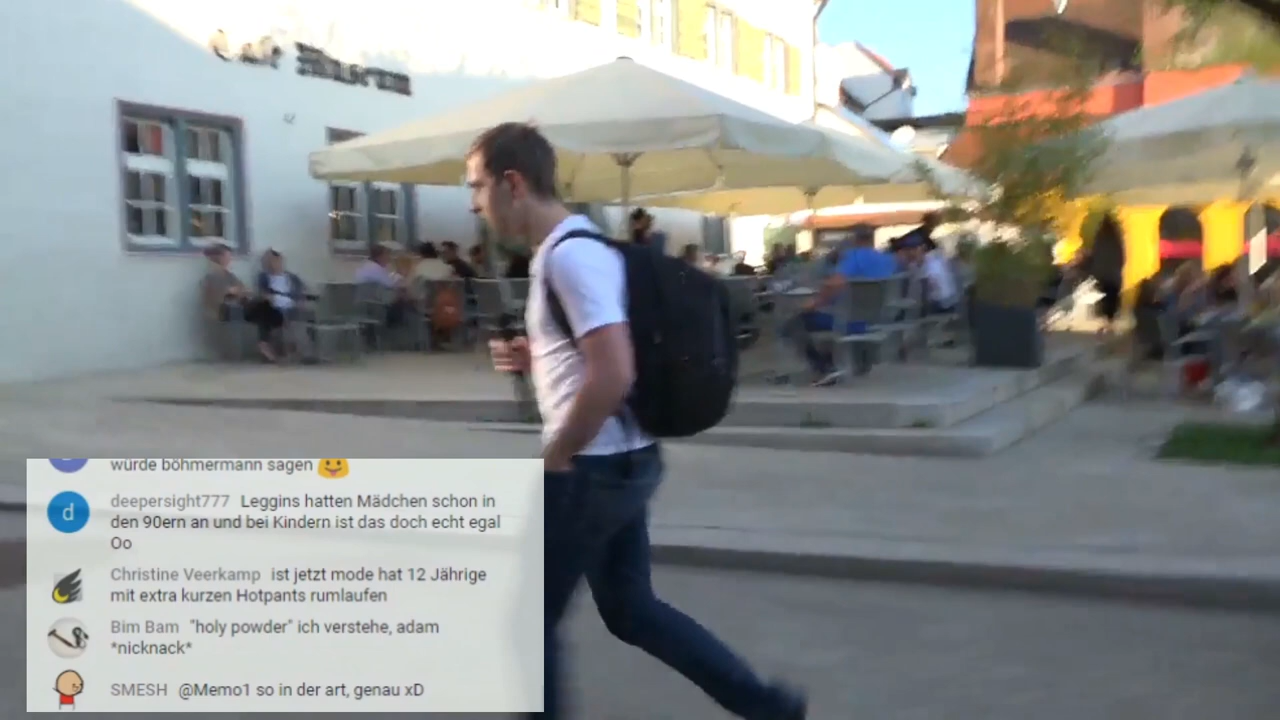 würde böhmermann sagen 😛
deepersight777 Leggins hatten Mädchen schon in
den 90ern an und bei Kindern ist das doch echt egal
Oo
Christine Veerkamp ist jetzt mode hat 12 Jährige
mit extra kurzen Hotpants rumlaufen
Bim Bam "holy powder" ich verstehe, adam
*nicknack*
SMESH @Memo1 so in der art, genau xD
d